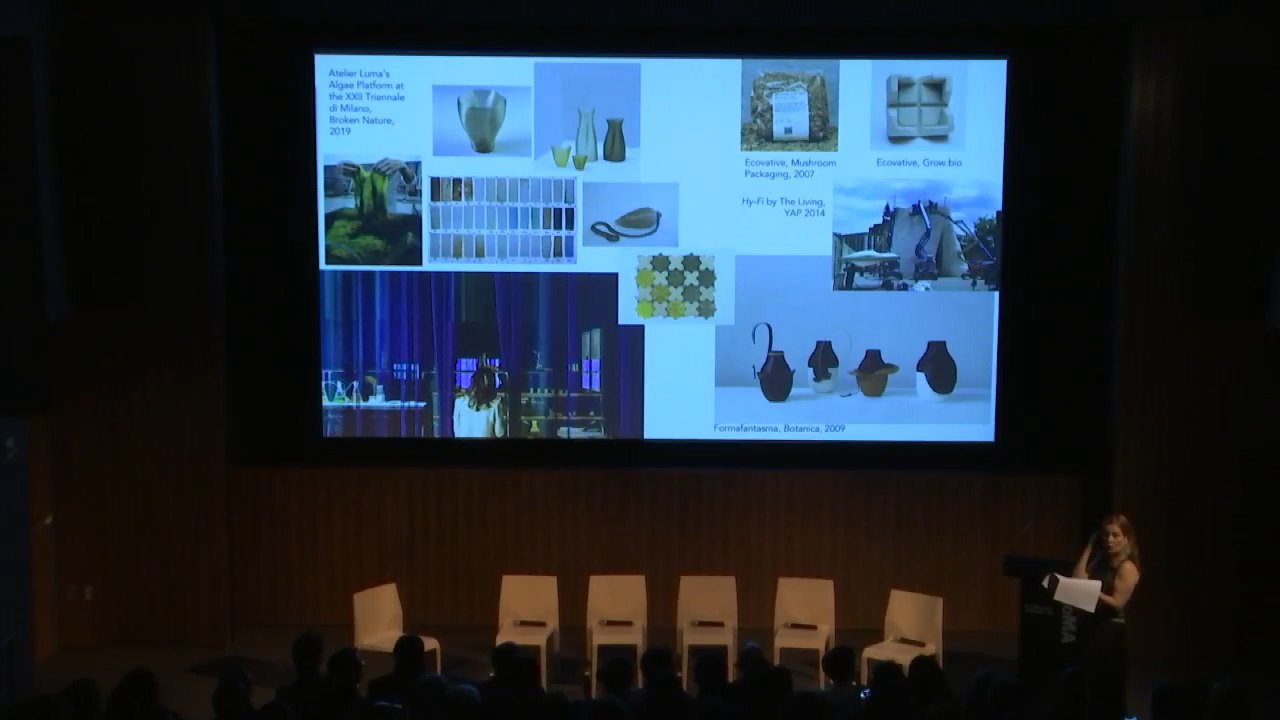 Atelier Luma's
Algae Platform at
the XXII Triennale
di Milano,
Broken Nature,
2019
Ecovative, Mushroom
Packaging, 2007
Ecovative, Grow.bio
Hy-Fi by The Living,
YAP 2014
Formafantasma, Botanica, 2009
MoMA